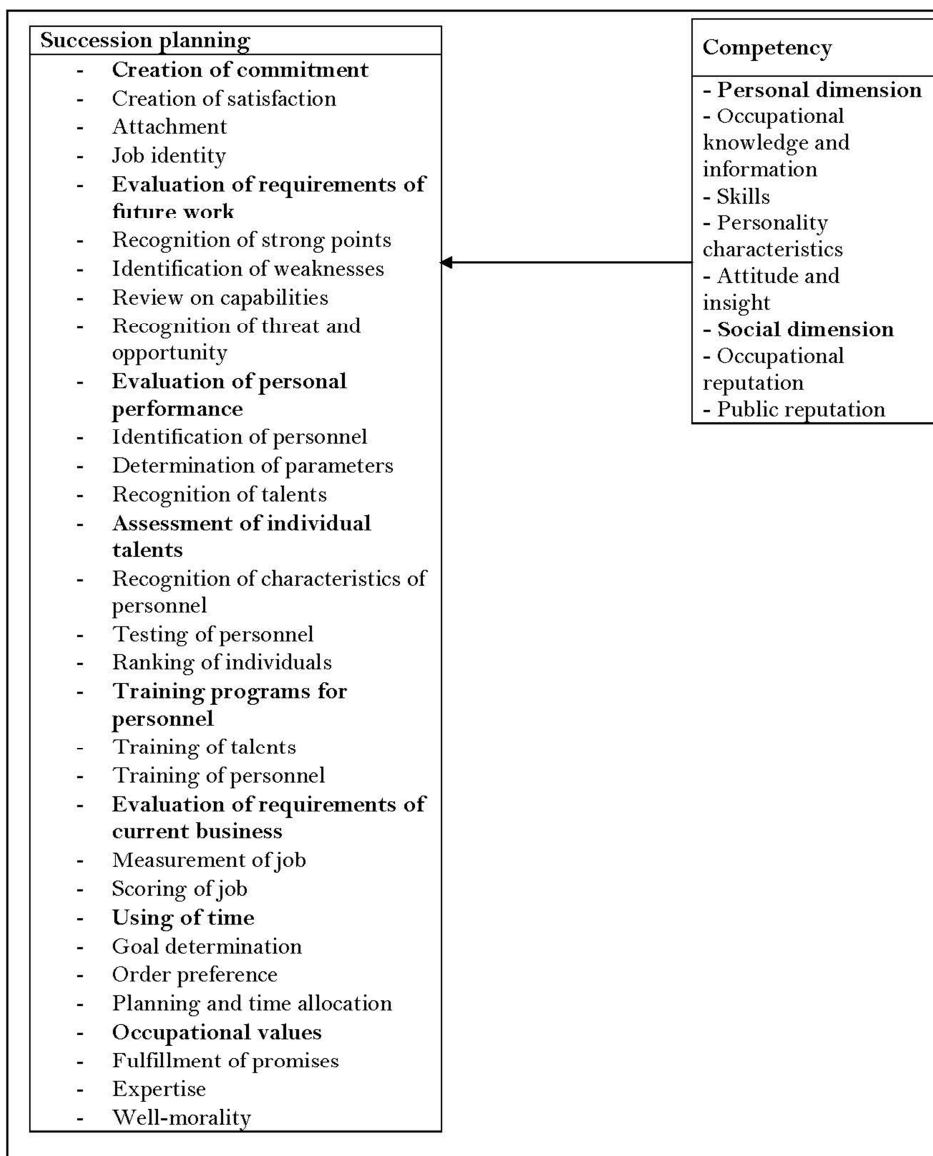 Succession planning
- Creation of commitment
- Creation of satisfaction
- Attachment
- Job identity
- Evaluation of requirements of
future work
- Recognition of strong points
- Identification of weaknesses
- Review on capabilities
- Recognition of threat and
opportunity
- Evaluation of personal
performance
- Identification of personnel
- Determination of parameters
- Recognition of talents
- Assessment of individual
talents
- Recognition of characteristics of
personnel
- Testing of personnel
- Ranking of individuals
- Training programs for
personnel
- Training of talents
- Training of personnel
- Evaluation of requirements of
current business
- Measurement of job
- Scoring of job
- Using of time
- Goal determination
- Order preference
- Planning and time allocation
- Occupational values
- Fulfillment of promises
- Expertise
- Well-morality
Competency
- Personal dimension
- Occupational
knowledge and
information
- Skills
- Personality
characteristics
- Attitude and
insight
- Social dimension
- Occupational
reputation
- Public reputation